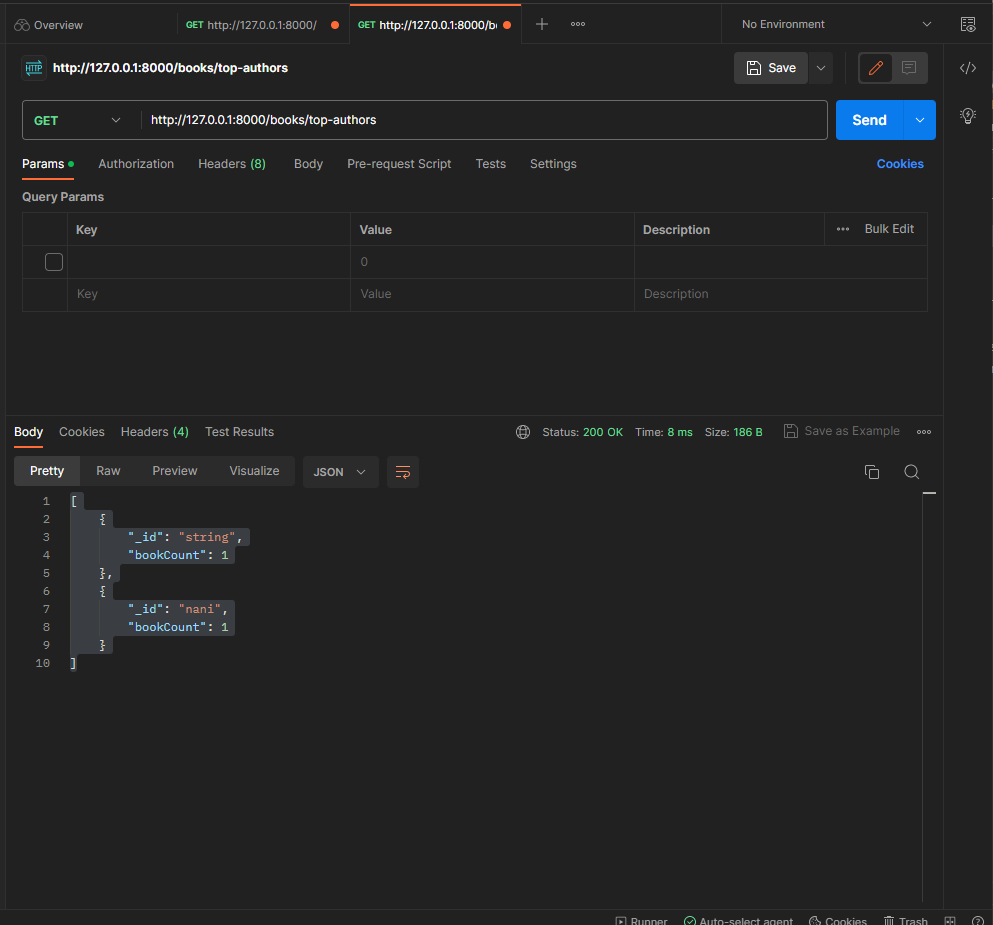 Overview GET http://127.0.0.1:8000/ GET http://127.0.0.1:8000/b No Environment
HTTP http://127.0.0.1:8000/books/top-authors Save
GET http://127.0.0.1:8000/books/top-authors Send
Params Authorization Headers (8) Body Pre-request Script Tests Settings Cookies
Query Params
Key Value Description Bulk Edit
0
Key Value Description
Body Cookies Headers (4) Test Results Status: 200 OK Time: 8 ms Size: 186 B Save as Example
Pretty Raw Preview Visualize JSON
1 [
2 {
3 "_id": "string",
4 "bookCount": 1
5 },
6 {
7 "_id": "nani",
8 "bookCount": 1
9 }
10 ]
Runner Auto-select agent Cookies Trash